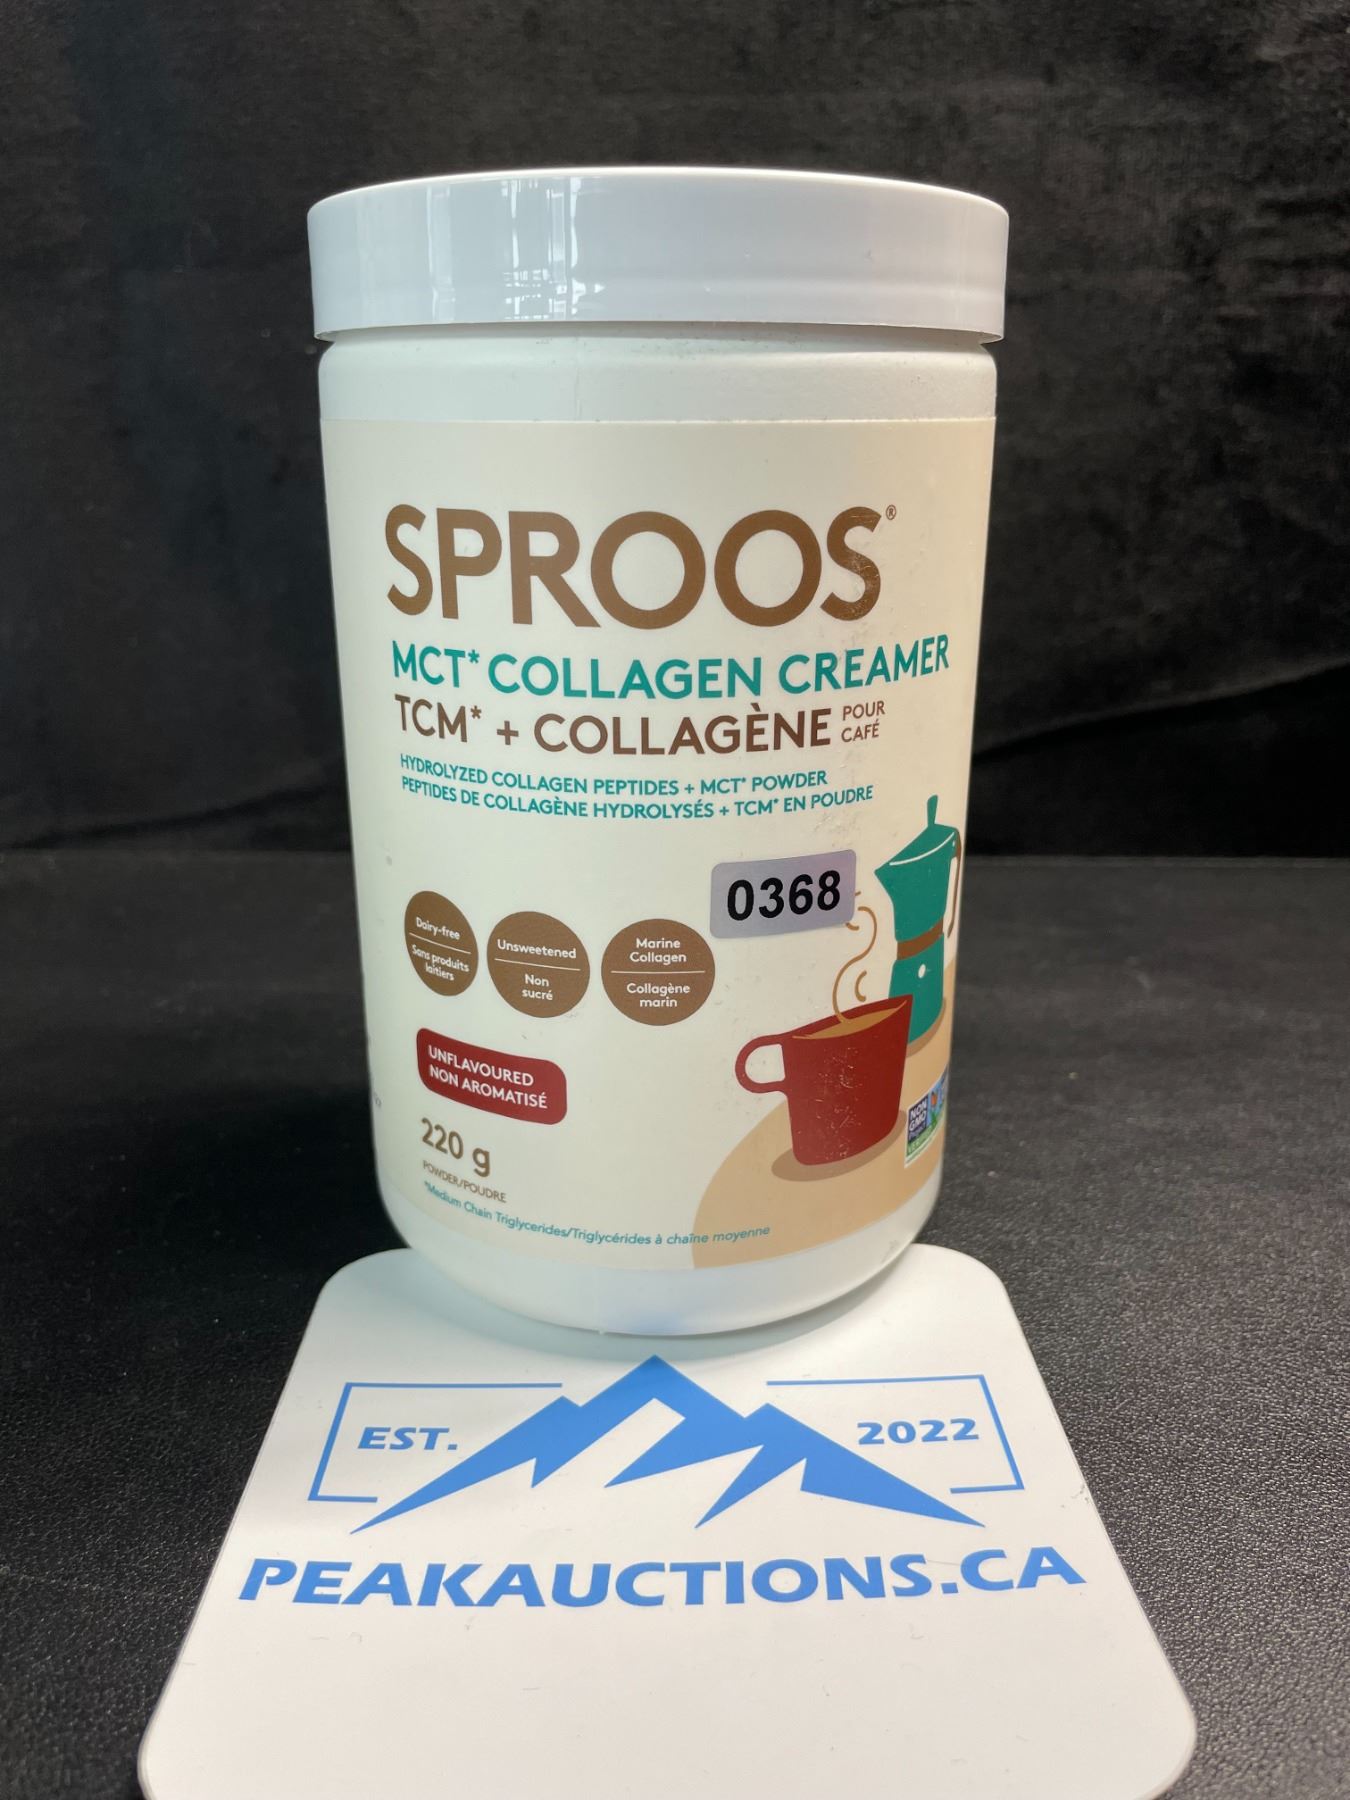 SPROOS®
MCT* COLLAGEN CREAMER
TCM* + COLLAGÈNE POUR CAFÉ
HYDROLYZED COLLAGEN PEPTIDES + MCT* POWDER
PEPTIDES DE COLLAGÈNE HYDROLYSÉS + TCM* EN POUDRE
0368
Dairy-free
Sans produits
laitiers
Unsweetened
Non
sucré
Marine
Collagen
Collagène
marin
UNFLAVOURED
NON AROMATISÉ
NON
GMO
220 g
POWDER/POUDRE
*Medium Chain Triglycerides/Triglycérides à chaîne moyenne
EST. 2022
PEAKAUCTIONS.CA